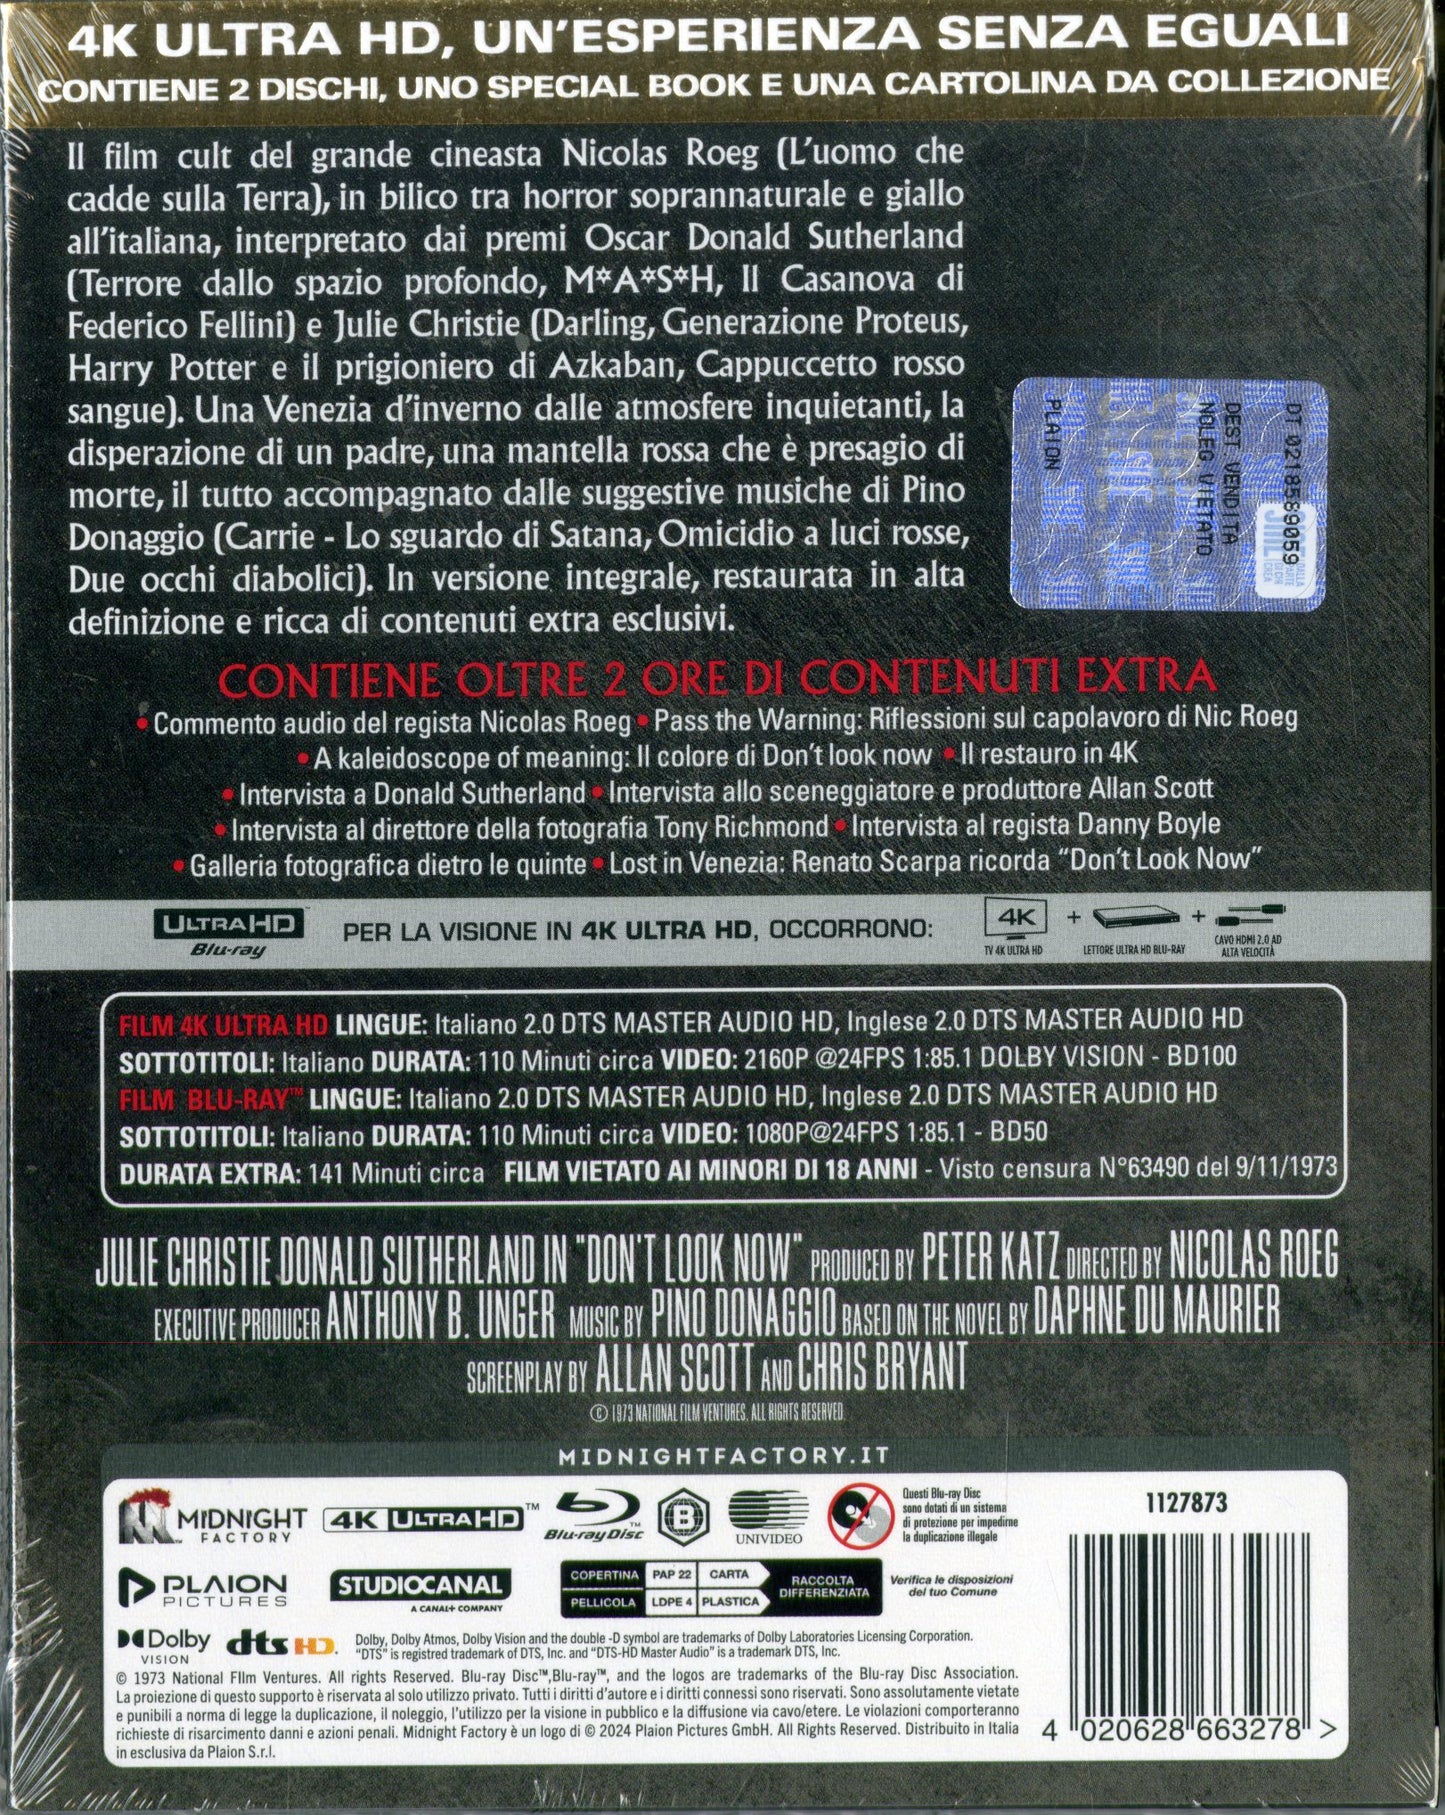 4K ULTRA HD, UN'ESPERIENZA SENZA EGUALI
CONTIENE 2 DISCHI, UNO SPECIAL BOOK E UNA CARTOLINA DA COLLEZIONE
Il film cult del grande cineasta Nicolas Roeg (L'uomo che
cadde sulla Terra), in bilico tra horror soprannaturale e giallo
all'italiana, interpretato dai premi Oscar Donald Sutherland
(Terrore dallo spazio profondo, M*A*S*H, Il Casanova di
Federico Fellini) e Julie Christie (Darling, Generazione Proteus,
Harry Potter e il prigioniero di Azkaban, Cappuccetto rosso
sangue). Una Venezia d'inverno dalle atmosfere inquietanti, la
disperazione di un padre, una mantella rossa che è presagio di
morte, il tutto accompagnato dalle suggestive musiche di Pino
Donaggio (Carrie - Lo sguardo di Satana, Omicidio a luci rosse,
Due occhi diabolici). In versione integrale, restaurata in alta
definizione e ricca di contenuti extra esclusivi.
DT 0218589059
DEST. VENDITA
NOLEG. VIETATO
PLAION
CONTIENE OLTRE 2 ORE DI CONTENUTI EXTRA
• Commento audio del regista Nicolas Roeg • Pass the Warning: Riflessioni sul capolavoro di Nic Roeg
• A kaleidoscope of meaning: Il colore di Don't look now • Il restauro in 4K
• Intervista a Donald Sutherland • Intervista allo sceneggiatore e produttore Allan Scott
• Intervista al direttore della fotografia Tony Richmond • Intervista al regista Danny Boyle
• Galleria fotografica dietro le quinte • Lost in Venezia: Renato Scarpa ricorda "Don't Look Now"
ULTRA HD Blu-ray PER LA VISIONE IN 4K ULTRA HD, OCCORRONO: 4K + +
TV 4K ULTRA HD LETTORE ULTRA HD BLU-RAY CAVO HDMI 2.0 AD
ALTA VELOCITÀ
FILM 4K ULTRA HD LINGUE: Italiano 2.0 DTS MASTER AUDIO HD, Inglese 2.0 DTS MASTER AUDIO HD
SOTTOTITOLI: Italiano DURATA: 110 Minuti circa VIDEO: 2160P @24FPS 1:85.1 DOLBY VISION - BD100
FILM BLU-RAY™ LINGUE: Italiano 2.0 DTS MASTER AUDIO HD, Inglese 2.0 DTS MASTER AUDIO HD
SOTTOTITOLI: Italiano DURATA: 110 Minuti circa VIDEO: 1080P@24FPS 1:85.1 - BD50
DURATA EXTRA: 141 Minuti circa FILM VIETATO AI MINORI DI 18 ANNI - Visto censura N°63490 del 9/11/1973
JULIE CHRISTIE DONALD SUTHERLAND IN "DON'T LOOK NOW" PRODUCED BY PETER KATZ DIRECTED BY NICOLAS ROEG
EXECUTIVE PRODUCER ANTHONY B. UNGER MUSIC BY PINO DONAGGIO BASED ON THE NOVEL BY DAPHNE DU MAURIER
SCREENPLAY BY ALLAN SCOTT AND CHRIS BRYANT
© 1973 NATIONAL FILM VENTURES. ALL RIGHTS RESERVED
MIDNIGHTFACTORY.IT
MIDNIGHT FACTORY 4K ULTRA HD™ Blu-ray Disc™ B UNIVIDEO
Questi Blu-ray Disc
sono dotati di un sistema
di protezione per impedirne
la duplicazione illegale
1127873
PLAION PICTURES STUDIOCANAL A CANAL+ COMPANY
COPERTINA PAP 22 CARTA
PELLICOLA LDPE 4 PLASTICA
RACCOLTA DIFFERENZIATA
Verifica le disposizioni
del tuo Comune
Dolby VISION dts HD
Dolby, Dolby Atmos, Dolby Vision and the double -D symbol are trademarks of Dolby Laboratories Licensing Corporation.
"DTS" is registred trademark of DTS, Inc. and "DTS-HD Master Audio" is a trademark DTS, Inc.
© 1973 National FIlm Ventures. All rights Reserved. Blu-ray Disc™,Blu-ray™, and the logos are trademarks of the Blu-ray Disc Association.
La proiezione di questo supporto è riservata al solo utilizzo privato. Tutti i diritti d'autore e i diritti connessi sono riservati. Sono assolutamente vietate
e punibili a norma di legge la duplicazione, il noleggio, l'utilizzo per la visione in pubblico e la diffusione via cavo/etere. Le violazioni comporteranno
richieste di risarcimento danni e azioni penali. Midnight Factory è un logo di © 2024 Plaion Pictures GmbH. All Rights Reserved. Distribuito in Italia
in esclusiva da Plaion S.r.l.
4 020628 663278 >